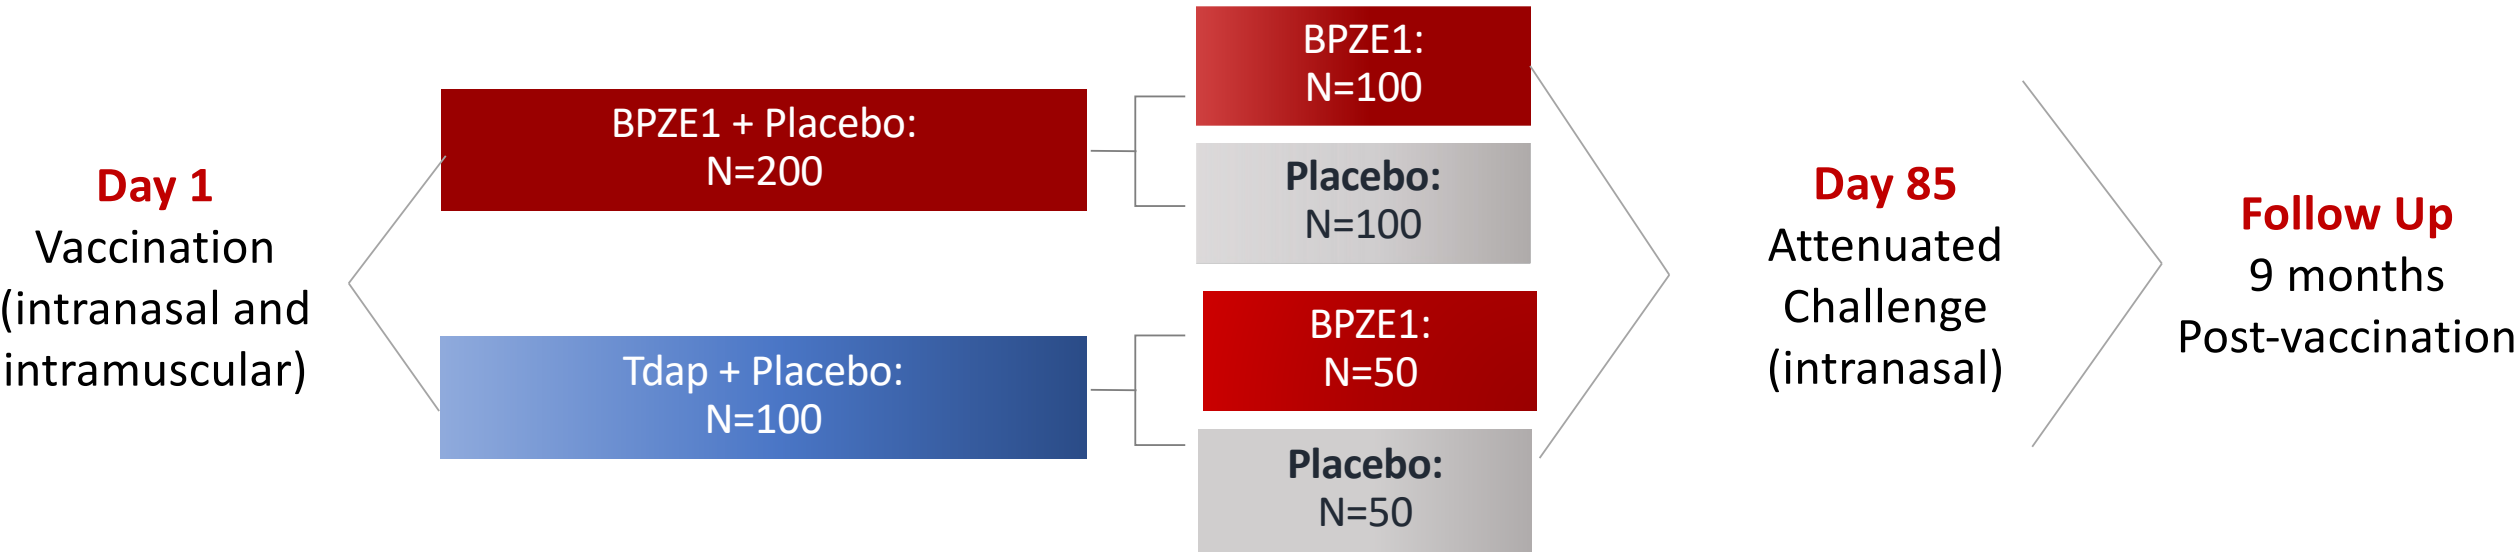 Day 1
Vaccination
(intranasal and
intramuscular)
BPZE1 + Placebo:
N=200
Tdap + Placebo:
N=100
BPZE1:
N=100
Placebo:
N=100
BPZE1:
N=50
Placebo:
N=50
Day 85
Attenuated
Challenge
(intranasal)
Follow Up
9 months
Post-vaccination